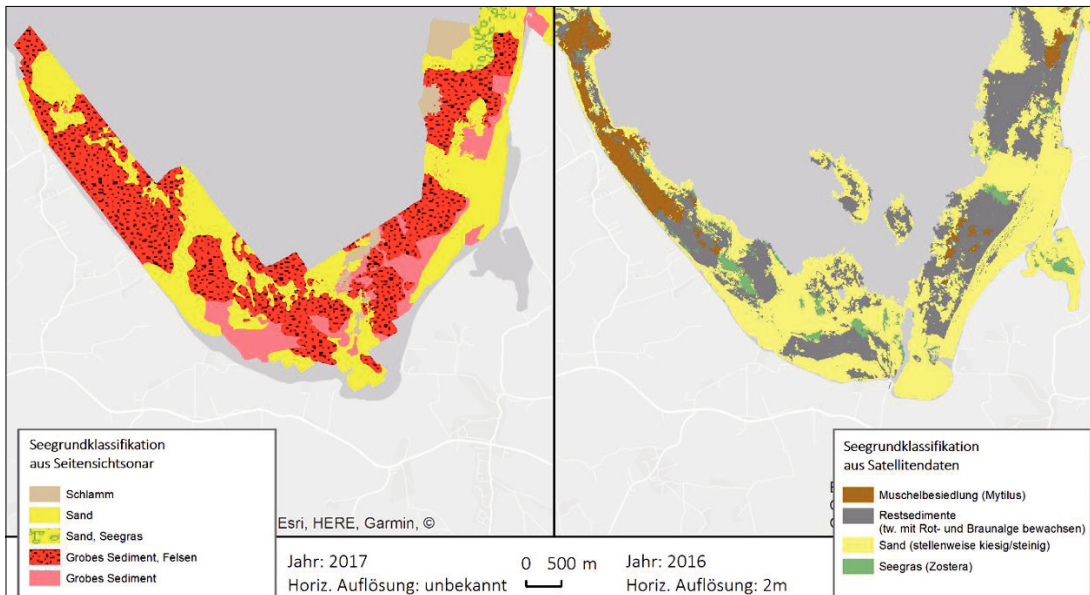 Seegrundklassifikation
aus Seitensichtsonar
Schlamm
Sand
Sand, Seegras
Grobes Sediment, Felsen
Grobes Sediment
Esri, HERE, Garmin, ©
Seegrundklassifikation
aus Satellitendaten
Muschelbesiedlung (Mytilus)
Restsedimente
(tw. mit Rot- und Braunalge bewachsen)
Sand (stellenweise kiesig/steinig)
Seegras (Zostera)
Jahr: 2017
Horiz. Auflösung: unbekannt
0 500 m
Jahr: 2016
Horiz. Auflösung: 2m